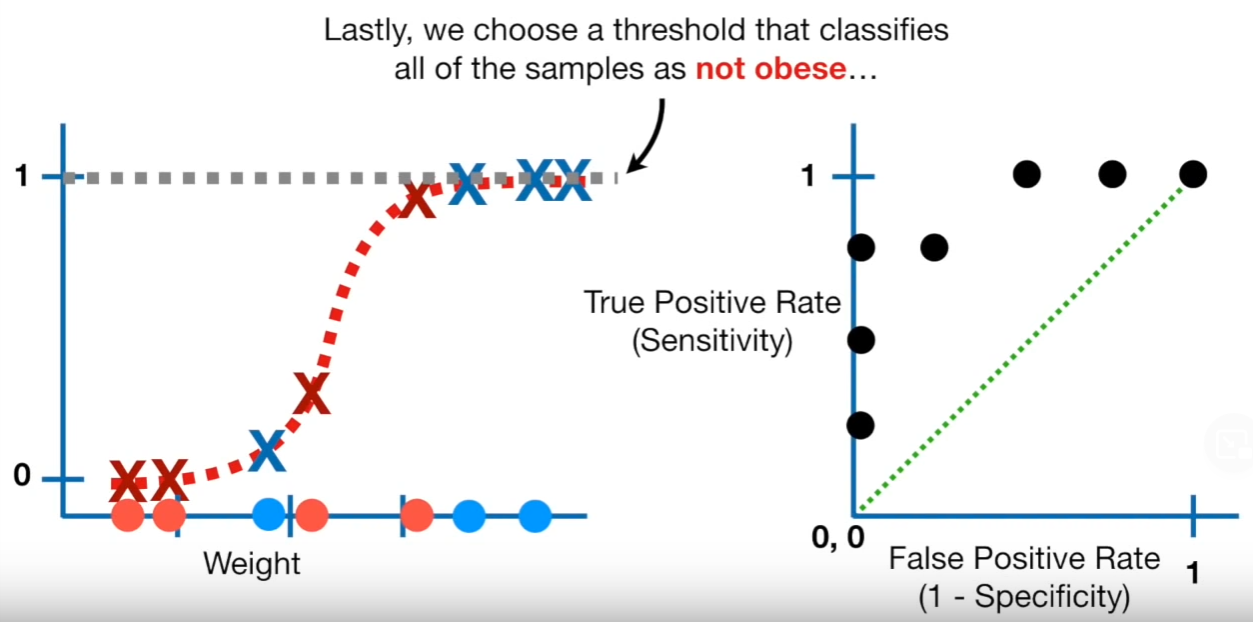 Lastly, we choose a threshold that classifies
all of the samples as not obese…
1
0
Weight
1
True Positive Rate
(Sensitivity)
0, 0
False Positive Rate
(1 - Specificity)
1
X
X
X
X
X
X
X
X